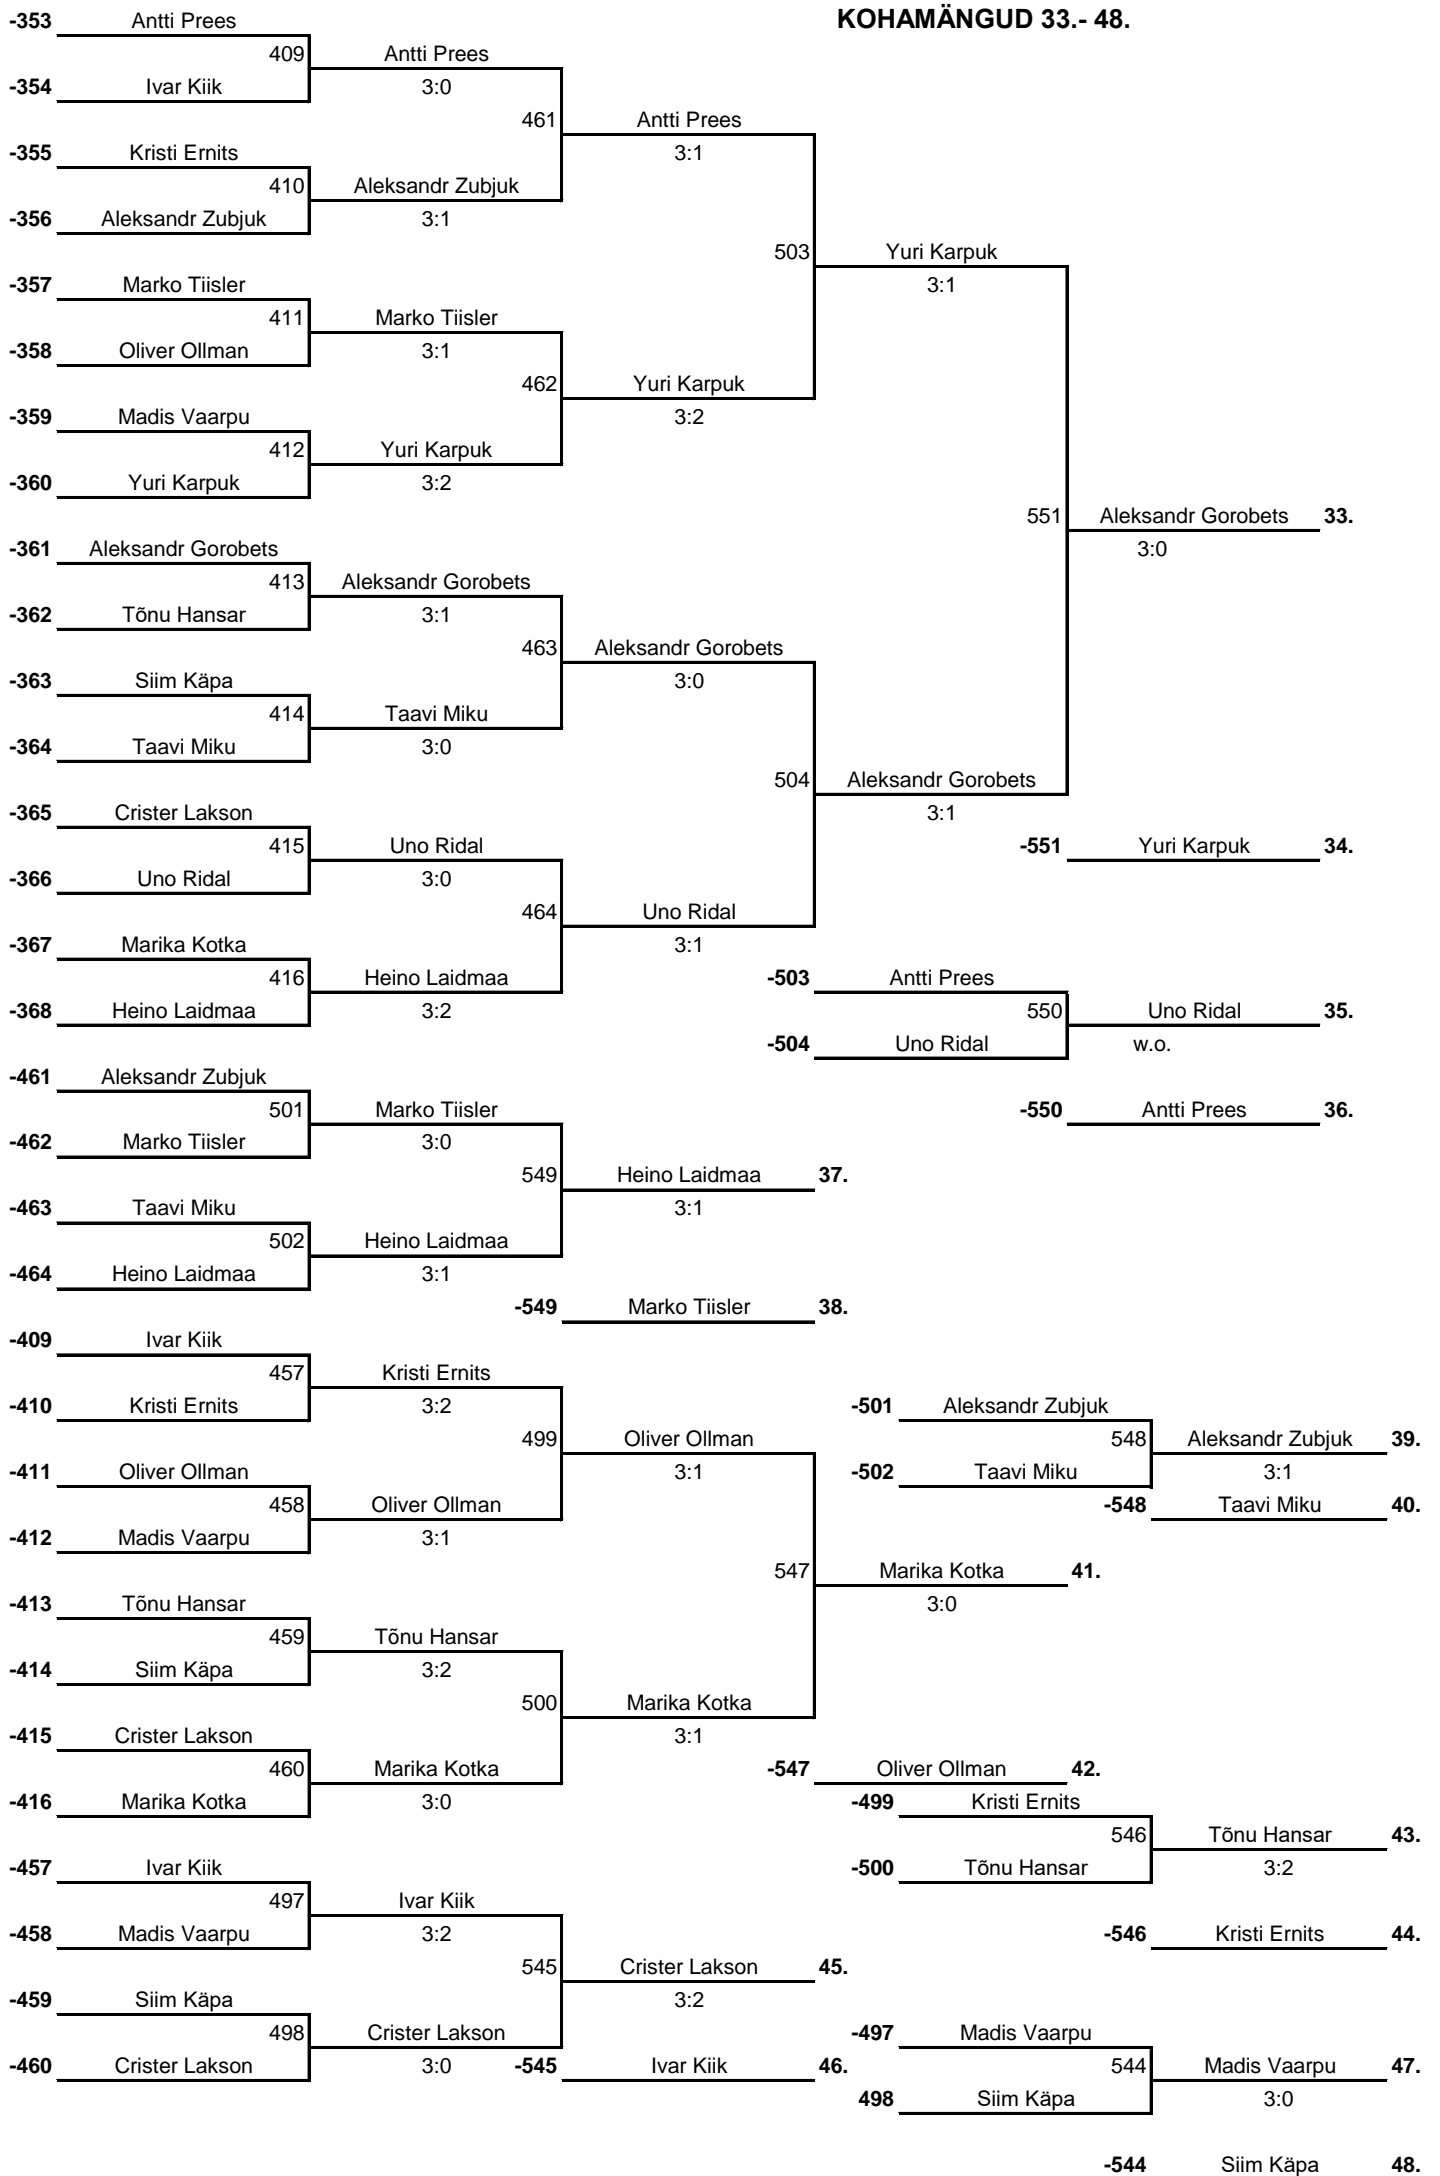 -353 Antti Prees KOHAMÄNGUD 33.- 48.
409 Antti Prees
-354 Ivar Kiik 3:0
461 Antti Prees
-355 Kristi Ernits 3:1
410 Aleksandr Zubjuk
-356 Aleksandr Zubjuk 3:1
503 Yuri Karpuk
-357 Marko Tiisler 3:1
411 Marko Tiisler
-358 Oliver Ollman 3:1
462 Yuri Karpuk
-359 Madis Vaarpu 3:2
412 Yuri Karpuk
-360 Yuri Karpuk 3:2
551 Aleksandr Gorobets 33.
-361 Aleksandr Gorobets 3:0
413 Aleksandr Gorobets
-362 Tõnu Hansar 3:1
463 Aleksandr Gorobets
-363 Siim Käpa 3:0
414 Taavi Miku
-364 Taavi Miku 3:0
504 Aleksandr Gorobets
-365 Crister Lakson 3:1
415 Uno Ridal -551 Yuri Karpuk 34.
-366 Uno Ridal 3:0
464 Uno Ridal
-367 Marika Kotka 3:1
416 Heino Laidmaa -503 Antti Prees
-368 Heino Laidmaa 3:2 550 Uno Ridal 35.
-504 Uno Ridal w.o.
-461 Aleksandr Zubjuk
501 Marko Tiisler -550 Antti Prees 36.
-462 Marko Tiisler 3:0
549 Heino Laidmaa 37.
-463 Taavi Miku 3:1
502 Heino Laidmaa
-464 Heino Laidmaa 3:1
-549 Marko Tiisler 38.
-409 Ivar Kiik
457 Kristi Ernits
-410 Kristi Ernits 3:2 -501 Aleksandr Zubjuk
499 Oliver Ollman 548 Aleksandr Zubjuk 39.
-411 Oliver Ollman 3:1 -502 Taavi Miku 3:1
458 Oliver Ollman -548 Taavi Miku 40.
-412 Madis Vaarpu 3:1
547 Marika Kotka 41.
-413 Tõnu Hansar 3:0
459 Tõnu Hansar
-414 Siim Käpa 3:2
500 Marika Kotka
-415 Crister Lakson 3:1
460 Marika Kotka -547 Oliver Ollman 42.
-416 Marika Kotka 3:0 -499 Kristi Ernits
546 Tõnu Hansar 43.
-457 Ivar Kiik -500 Tõnu Hansar 3:2
497 Ivar Kiik
-458 Madis Vaarpu 3:2 -546 Kristi Ernits 44.
545 Crister Lakson 45.
-459 Siim Käpa 3:2
498 Crister Lakson -497 Madis Vaarpu
-460 Crister Lakson 3:0 -545 Ivar Kiik 46. 544 Madis Vaarpu 47.
498 Siim Käpa 3:0
-544 Siim Käpa 48.